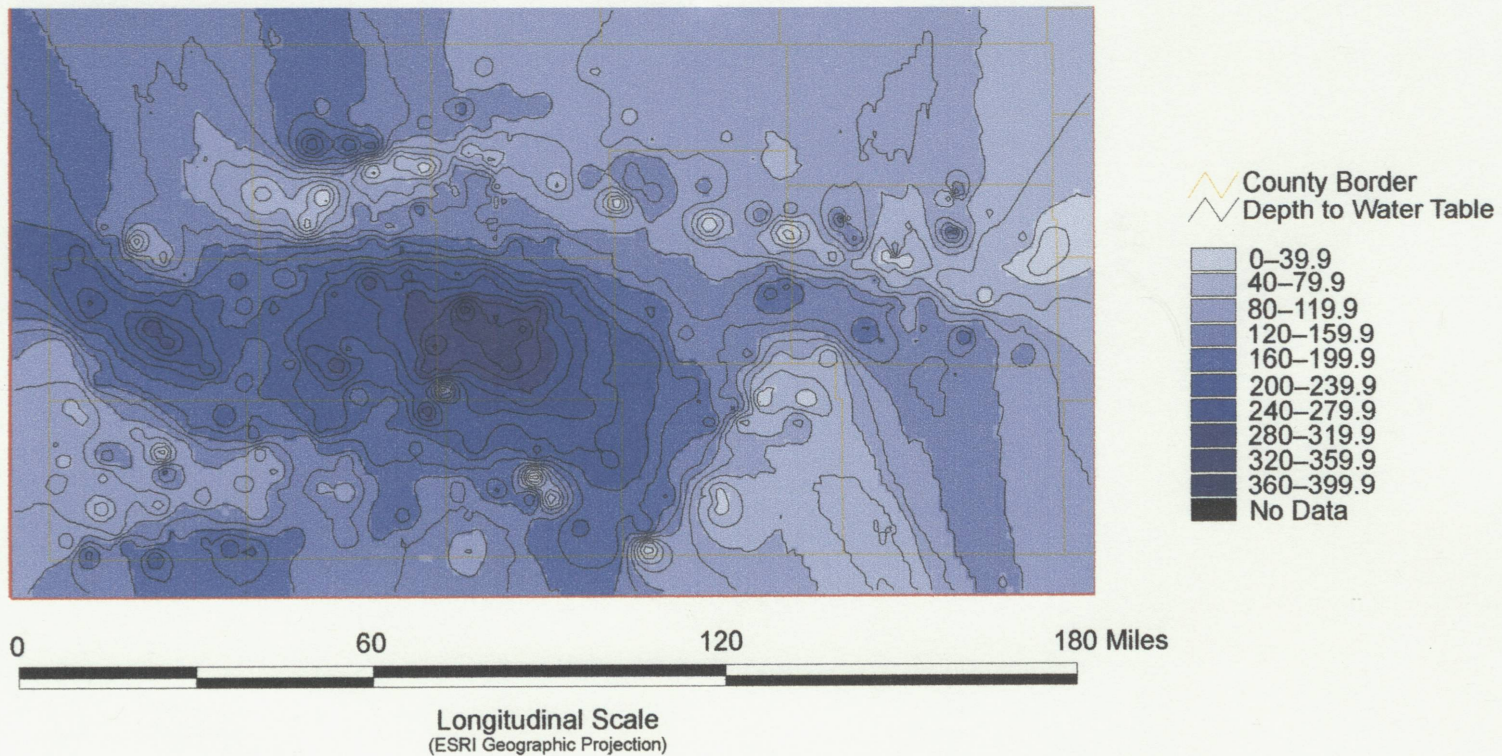 County Border
Depth to Water Table
0–39.9
40–79.9
80–119.9
120–159.9
160–199.9
200–239.9
240–279.9
280–319.9
320–359.9
360–399.9
No Data
0 60 120 180 Miles
Longitudinal Scale
(ESRI Geographic Projection)